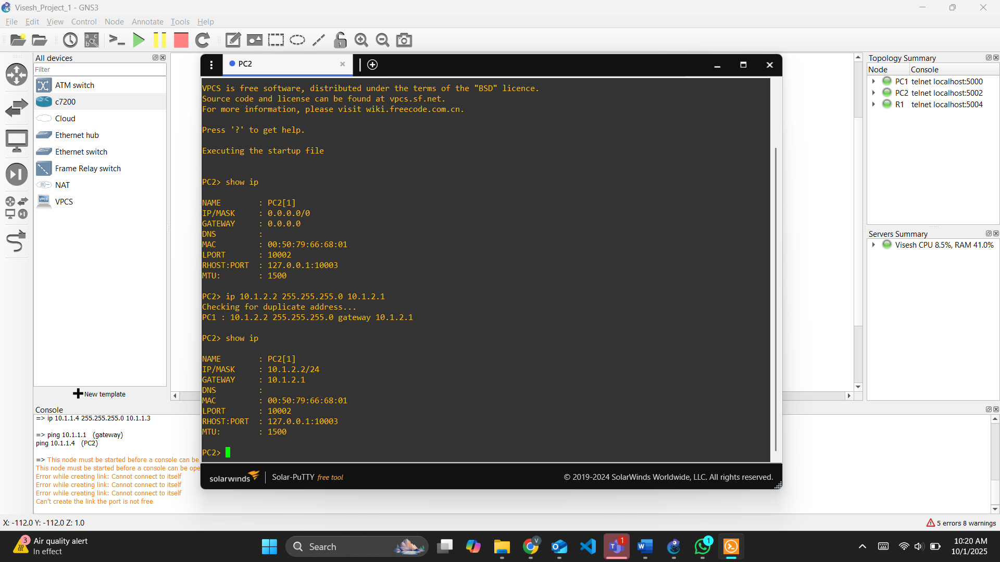 Visesh_Project_1 - GNS3
File Edit View Control Node Annotate Tools Help
All devices
Filter
ATM switch
c7200
Cloud
Ethernet hub
Ethernet switch
Frame Relay switch
NAT
VPCS
New template
PC2
VPCS is free software, distributed under the terms of the "BSD" licence.
Source code and license can be found at vpcs.sf.net.
For more information, please visit wiki.freecode.com.cn.
Press '?' to get help.
Executing the startup file
PC2> show ip
NAME : PC2[1]
IP/MASK : 0.0.0.0/0
GATEWAY : 0.0.0.0
DNS :
MAC : 00:50:79:66:68:01
LPORT : 10002
RHOST:PORT : 127.0.0.1:10003
MTU: : 1500
PC2> ip 10.1.2.2 255.255.255.0 10.1.2.1
Checking for duplicate address...
PC1 : 10.1.2.2 255.255.255.0 gateway 10.1.2.1
PC2> show ip
NAME : PC2[1]
IP/MASK : 10.1.2.2/24
GATEWAY : 10.1.2.1
DNS :
MAC : 00:50:79:66:68:01
LPORT : 10002
RHOST:PORT : 127.0.0.1:10003
MTU: : 1500
PC2>
solarwinds Solar-PuTTY free tool © 2019-2024 SolarWinds Worldwide, LLC. All rights reserved.
Topology Summary
Node Console
PC1 telnet localhost:5000
PC2 telnet localhost:5002
R1 telnet localhost:5004
Servers Summary
Visesh CPU 8.5%, RAM 41.0%
Console
=> ip 10.1.1.4 255.255.255.0 10.1.1.3
=> ping 10.1.1.1 (gateway)
ping 10.1.1.4 (PC2)
=> This node must be started before a console can be
This node must be started before a console can be ope
Error while creating link: Cannot connect to itself
Error while creating link: Cannot connect to itself
Error while creating link: Cannot connect to itself
Can't create the link the port is not free
X: -112.0 Y: -112.0 Z: 1.0
5 errors 8 warnings
3
Air quality alert
In effect
Search
V
1
1
10:20 AM
10/1/2025